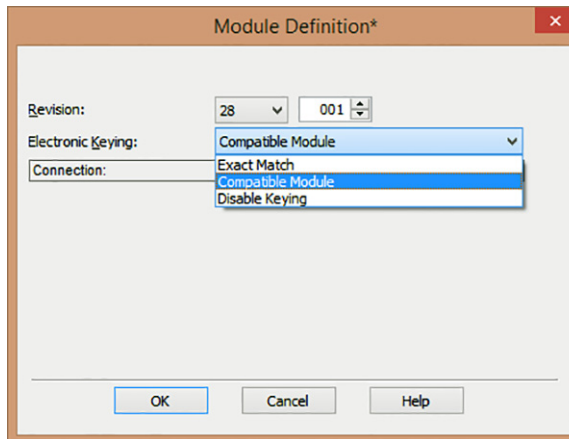 Module Definition*
Revision: 28 001
Electronic Keying: Compatible Module
Connection: Exact Match
Compatible Module
Disable Keying
OK Cancel Help